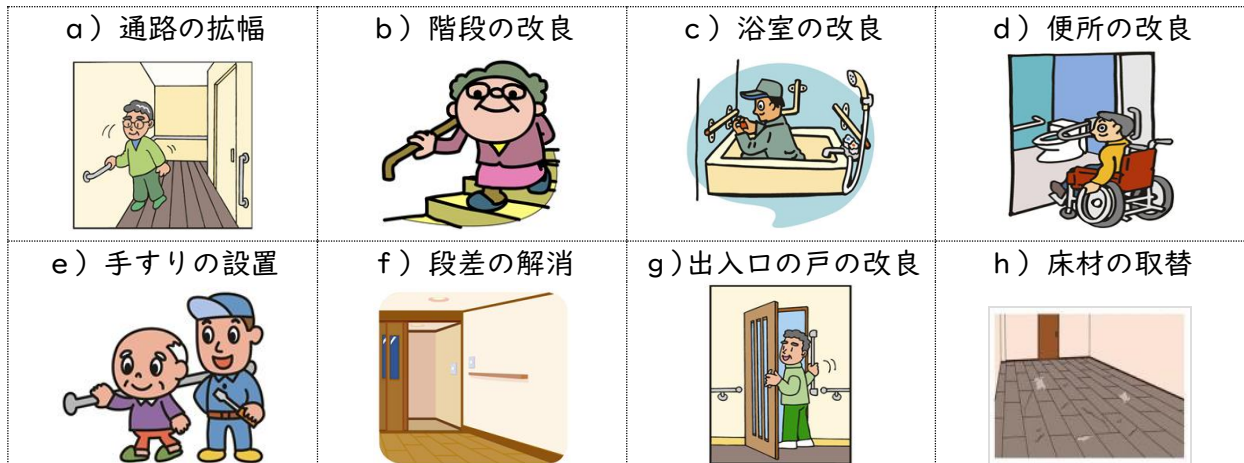 a）通路の拡幅
b）階段の改良
c）浴室の改良
d）便所の改良
e）手すりの設置
f）段差の解消
g)出入口の戸の改良
h）床材の取替